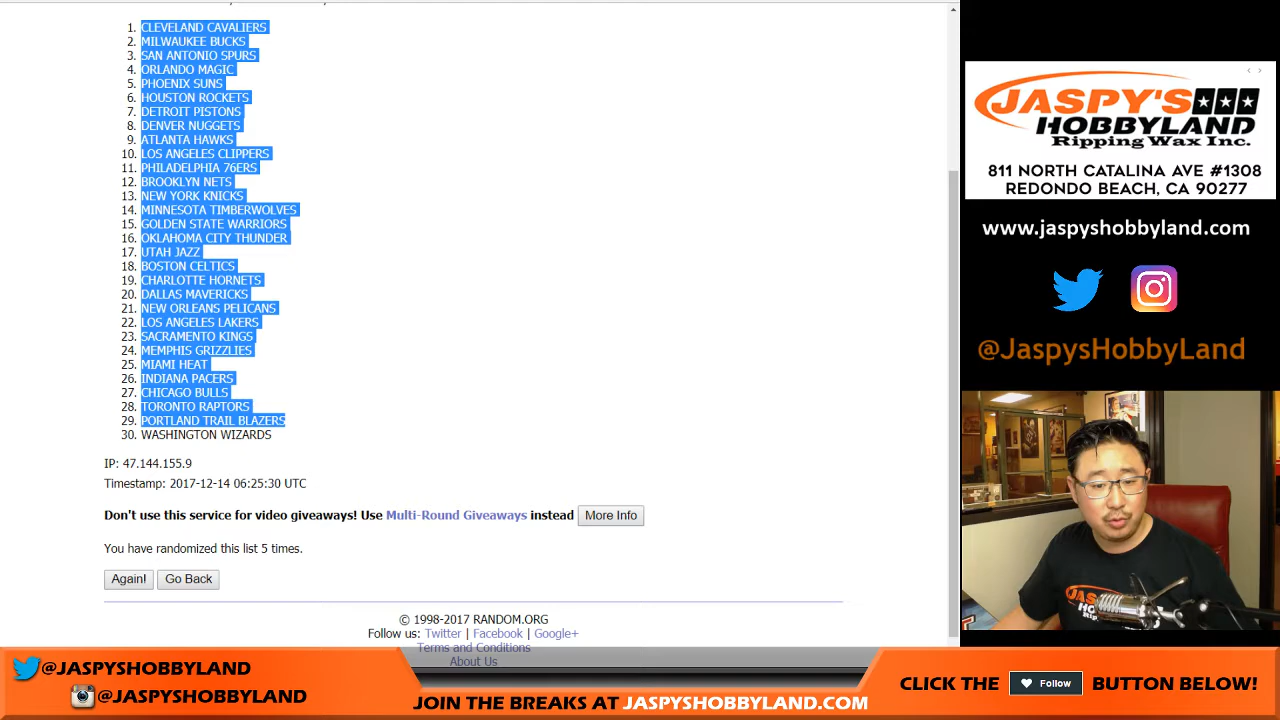 1. CLEVELAND CAVALIERS
2. MILWAUKEE BUCKS
3. SAN ANTONIO SPURS
4. ORLANDO MAGIC
5. PHOENIX SUNS
6. HOUSTON ROCKETS
7. DETROIT PISTONS
8. DENVER NUGGETS
9. ATLANTA HAWKS
10. LOS ANGELES CLIPPERS
11. PHILADELPHIA 76ERS
12. BROOKLYN NETS
13. NEW YORK KNICKS
14. MINNESOTA TIMBERWOLVES
15. GOLDEN STATE WARRIORS
16. OKLAHOMA CITY THUNDER
17. UTAH JAZZ
18. BOSTON CELTICS
19. CHARLOTTE HORNETS
20. DALLAS MAVERICKS
21. NEW ORLEANS PELICANS
22. LOS ANGELES LAKERS
23. SACRAMENTO KINGS
24. MEMPHIS GRIZZLIES
25. MIAMI HEAT
26. INDIANA PACERS
27. CHICAGO BULLS
28. TORONTO RAPTORS
29. PORTLAND TRAIL BLAZERS
30. WASHINGTON WIZARDS
IP: 47.144.155.9
Timestamp: 2017-12-14 06:25:30 UTC
Don't use this service for video giveaways! Use Multi-Round Giveaways instead More Info
You have randomized this list 5 times.
Again! Go Back
© 1998-2017 RANDOM.ORG
Follow us: Twitter | Facebook | Google+
Terms and Conditions
About Us
JASPY'S
HOBBYLAND
Ripping Wax Inc.
811 NORTH CATALINA AVE #1308
REDONDO BEACH, CA 90277
www.jaspyshobbyland.com
@JaspysHobbyLand
@JASPYSHOBBYLAND
@JASPYSHOBBYLAND
JOIN THE BREAKS AT JASPYSHOBBYLAND.COM
CLICK THE Follow BUTTON BELOW!